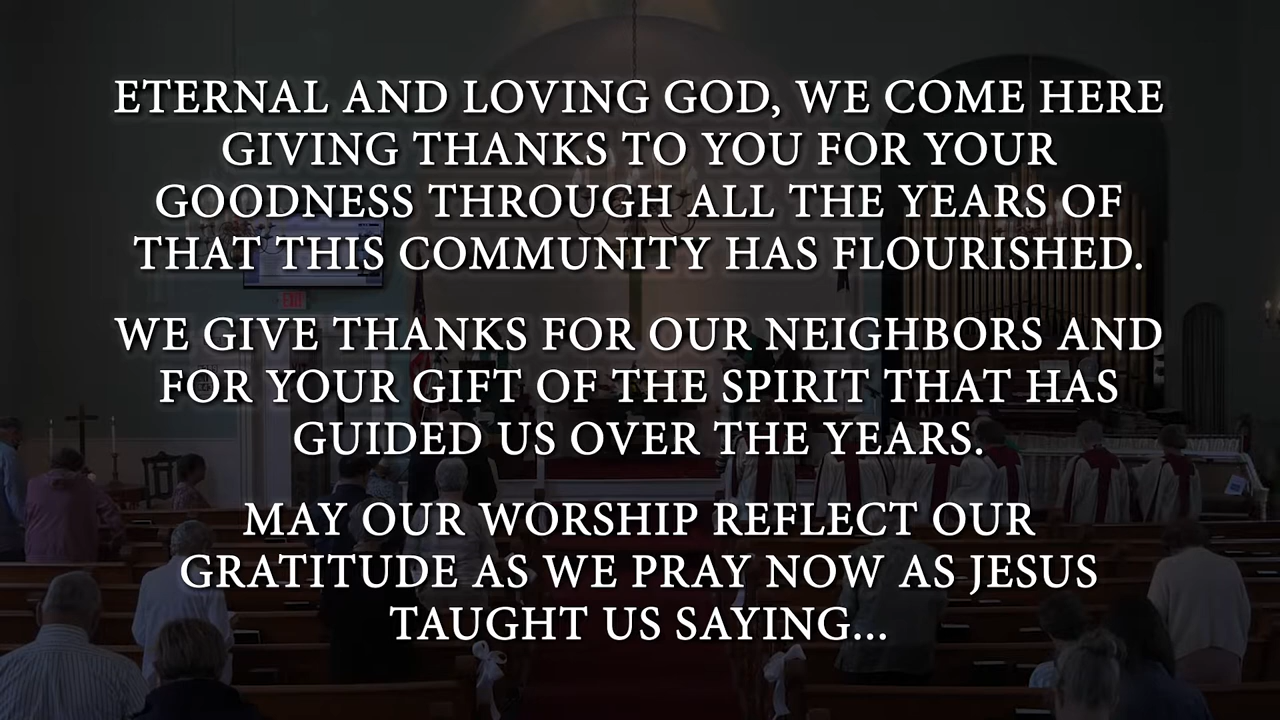 ETERNAL AND LOVING GOD, WE COME HERE
GIVING THANKS TO YOU FOR YOUR
GOODNESS THROUGH ALL THE YEARS OF
THAT THIS COMMUNITY HAS FLOURISHED.
WE GIVE THANKS FOR OUR NEIGHBORS AND
FOR YOUR GIFT OF THE SPIRIT THAT HAS
GUIDED US OVER THE YEARS.
MAY OUR WORSHIP REFLECT OUR
GRATITUDE AS WE PRAY NOW AS JESUS
TAUGHT US SAYING...
EXIT